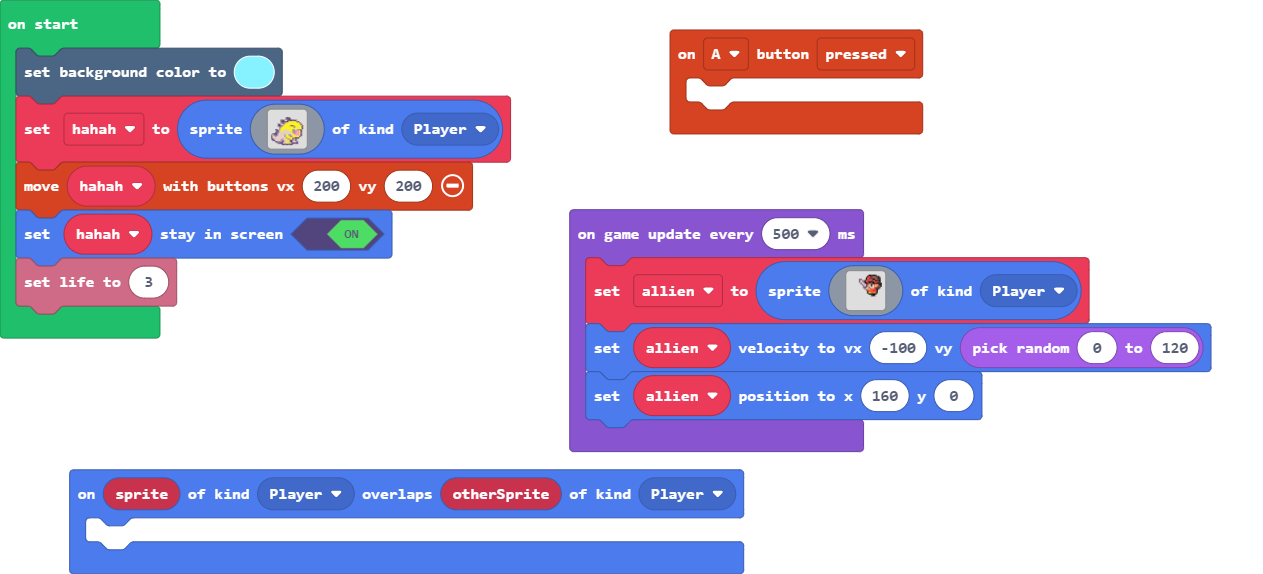 on start
set background color to
set hahah to sprite of kind Player
move hahah with buttons vx 200 vy 200
set hahah stay in screen ON
set life to 3
on A button pressed
on game update every 500 ms
set allien to sprite of kind Player
set allien velocity to vx -100 vy pick random 0 to 120
set allien position to x 160 y 0
on sprite of kind Player overlaps otherSprite of kind Player